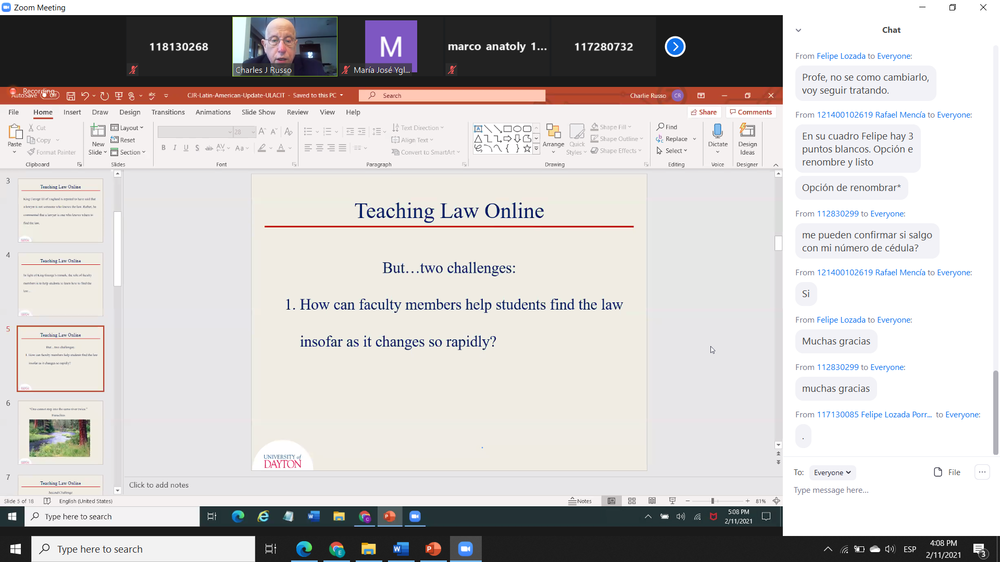 Zoom Meeting
118130268
Charles J Russo
M
María José Ygl...
marco anatoly 1...
117280732
Recording
AutoSave
Off
CJR-Latin-American-Update-ULACIT - Saved to this PC
Search
Charlie Russo
CR
File Home Insert Draw Design Transitions Animations Slide Show Review View Help
Share
Comments
Paste
Cut
Copy
Format Painter
Clipboard
New
Slide
Layout
Reset
Section
Slides
28
B I U S ab AV Aa A
Font
Text Direction
Align Text
Convert to SmartArt
Paragraph
Arrange
Quick
Styles
Shape Fill
Shape Outline
Shape Effects
Drawing
Find
Replace
Select
Editing
Dictate
Voice
Design
Ideas
Designer
3
Teaching Law Online
King George III of England is reputed to have said that
a lawyer is not someone who knows the law. Rather, he
commented that a lawyer is one who knows where to
find the law.
4
Teaching Law Online
In light of King George's remark, the role of faculty
members is to help students to learn how to find the
law...
5
Teaching Law Online
But…two challenges:
1. How can faculty members help students find the law
insofar as it changes so rapidly?
6
"One cannot step into the same river twice."
Heraclitus
7
Teaching Law Online
Second Challenge
Teaching Law Online
But…two challenges:
1. How can faculty members help students find the law
insofar as it changes so rapidly?
UNIVERSITY of
DAYTON
Click to add notes
Slide 5 of 18
English (United States)
Notes
81%
Type here to search
5:08 PM
2/11/2021
Type here to search
ESP
4:08 PM
2/11/2021
3
Chat
From Felipe Lozada to Everyone:
Profe, no se como cambiarlo,
voy seguir tratando.
From 121400102619 Rafael Mencía to Everyone:
En su cuadro Felipe hay 3
puntos blancos. Opción e
renombre y listo
Opción de renombrar*
From 112830299 to Everyone:
me pueden confirmar si salgo
con mi número de cédula?
From 121400102619 Rafael Mencía to Everyone:
Si
From Felipe Lozada to Everyone:
Muchas gracias
From 112830299 to Everyone:
muchas gracias
From 117130085 Felipe Lozada Porr... to Everyone:
.
To: Everyone
File
Type message here...